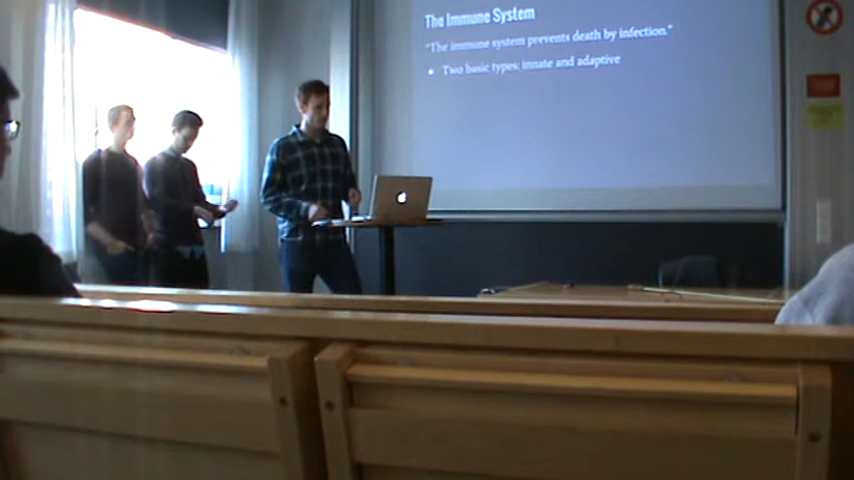 The Immune System
"The immune system prevents death by infection."
• Two basic types: innate and adaptive